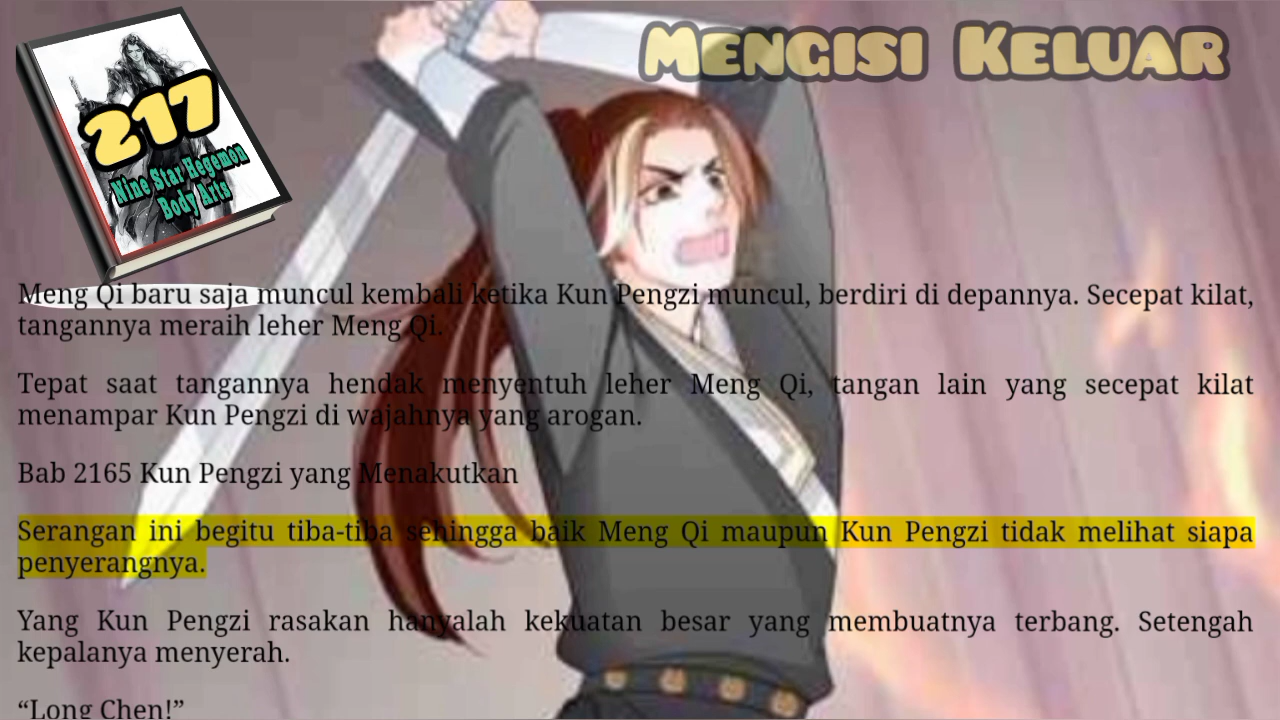 Mengisi Keluar
217
Nine Star Hegemon
Body Arts
Meng Qi baru saja muncul kembali ketika Kun Pengzi muncul, berdiri di depannya. Secepat kilat,
tangannya meraih leher Meng Qi.
Tepat saat tangannya hendak menyentuh leher Meng Qi, tangan lain yang secepat kilat
menampar Kun Pengzi di wajahnya yang arogan.
Bab 2165 Kun Pengzi yang Menakutkan
Serangan ini begitu tiba-tiba sehingga baik Meng Qi maupun Kun Pengzi tidak melihat siapa
penyerangnya.
Yang Kun Pengzi rasakan hanyalah kekuatan besar yang membuatnya terbang. Setengah
kepalanya menyerah.
“Long Chen!”